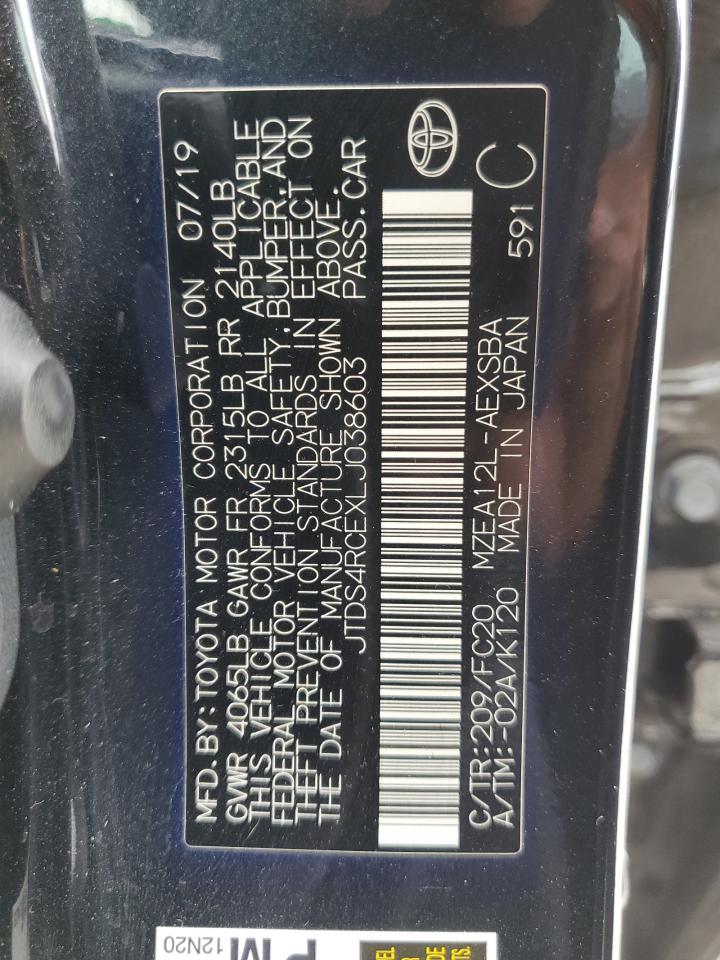 MFD.BY:TOYOTA MOTOR CORPORATION 07/19
GVWR 4065LB GAWR FR 2315LB RR 2140LB
THIS VEHICLE CONFORMS TO ALL APPLICABLE
FEDERAL MOTOR VEHICLE SAFETY,BUMPER,AND
THEFT PREVENTION STANDARDS IN EFFECT ON
THE DATE OF MANUFACTURE SHOWN ABOVE.
JTDS4RCEXLJ038603 PASS.CAR
C/TR:209/FC20 MZEA12L-AEXSBA
A/TM:-02A/K120 MADE IN JAPAN 591
C
PM
12N20